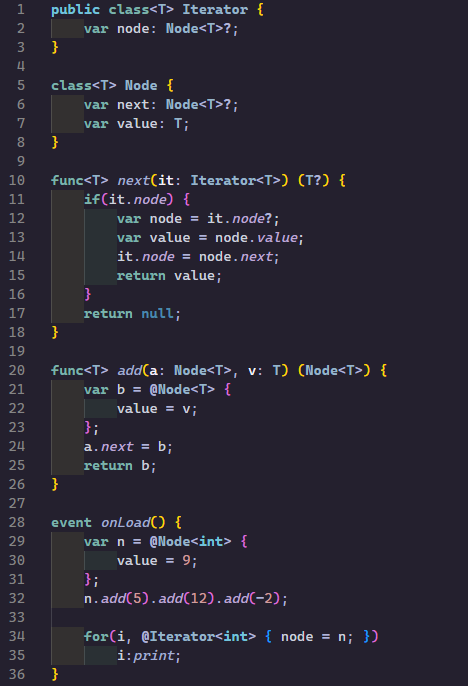 1 public class<T> Iterator {
2     var node: Node<T>?;
3 }
4
5 class<T> Node {
6     var next: Node<T>?;
7     var value: T;
8 }
9
10 func<T> next(it: Iterator<T>) (T?) {
11     if(it.node) {
12         var node = it.node?;
13         var value = node.value;
14         it.node = node.next;
15         return value;
16     }
17     return null;
18 }
19
20 func<T> add(a: Node<T>, v: T) (Node<T>) {
21     var b = @Node<T> {
22         value = v;
23     };
24     a.next = b;
25     return b;
26 }
27
28 event onLoad() {
29     var n = @Node<int> {
30         value = 9;
31     };
32     n.add(5).add(12).add(-2);
33
34     for(i, @Iterator<int> { node = n; })
35         i:print;
36 }